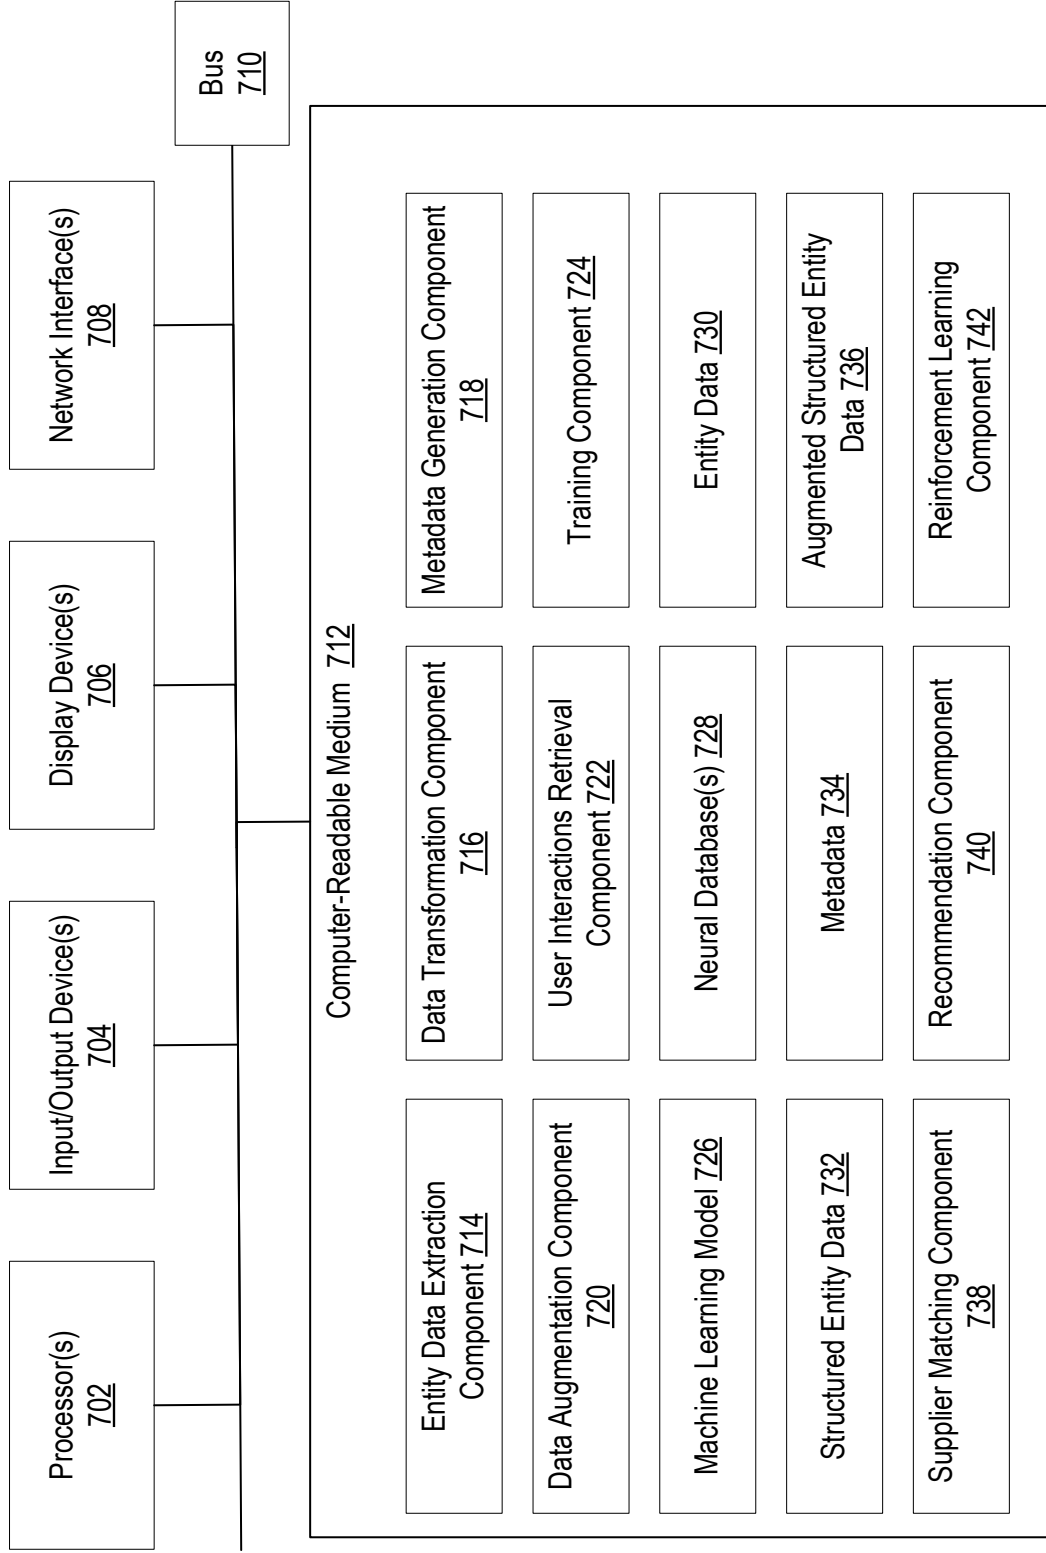 Processor(s)
702
Input/Output Device(s)
704
Display Device(s)
706
Network Interface(s)
708
Bus
710
Computer-Readable Medium 712
Entity Data Extraction
Component 714
Data Transformation Component
716
Metadata Generation Component
718
Data Augmentation Component
720
User Interactions Retrieval
Component 722
Training Component 724
Machine Learning Model 726
Neural Database(s) 728
Entity Data 730
Structured Entity Data 732
Metadata 734
Augmented Structured Entity
Data 736
Supplier Matching Component
738
Recommendation Component
740
Reinforcement Learning
Component 742